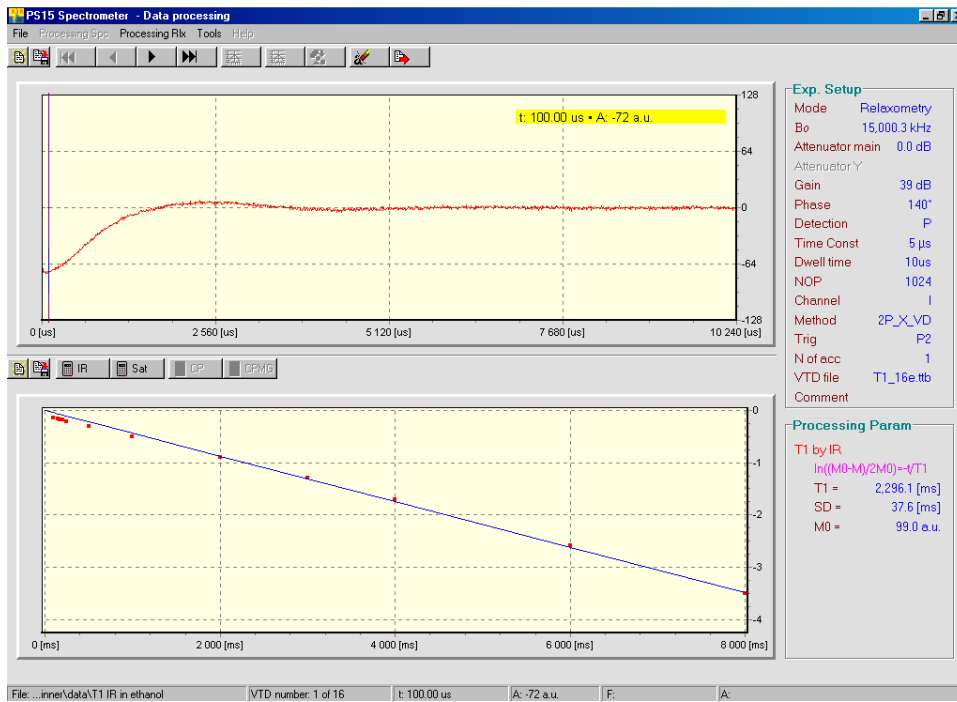 PS15 Spectrometer - Data processing
File Processing Spc Processing Rlx Tools Help
128
t: 100.00 us • A: -72 a.u.
64
0
-64
-128
0 [us] 2 560 [us] 5 120 [us] 7 680 [us] 10 240 [us]
Exp. Setup
Mode Relaxometry
Bo 15,000.3 kHz
Attenuator main 0.0 dB
Attenuator Y
Gain 39 dB
Phase 140°
Detection P
Time Const 5 µs
Dwell time 10us
NOP 1024
Channel I
Method 2P_X_VD
Trig P2
N of acc 1
VTD file T1_16e.ttb
Comment
IR Sat CP CPMG
0
-1
-2
-3
-4
0 [ms] 2 000 [ms] 4 000 [ms] 6 000 [ms] 8 000 [ms]
Processing Param
T1 by IR
ln((M0-M)/2M0)=-t/T1
T1 = 2,296.1 [ms]
SD = 37.6 [ms]
M0 = 99.0 a.u.
File: ...inner\data\T1 IR in ethanol VTD number: 1 of 16 t: 100.00 us A: -72 a.u. F: A: